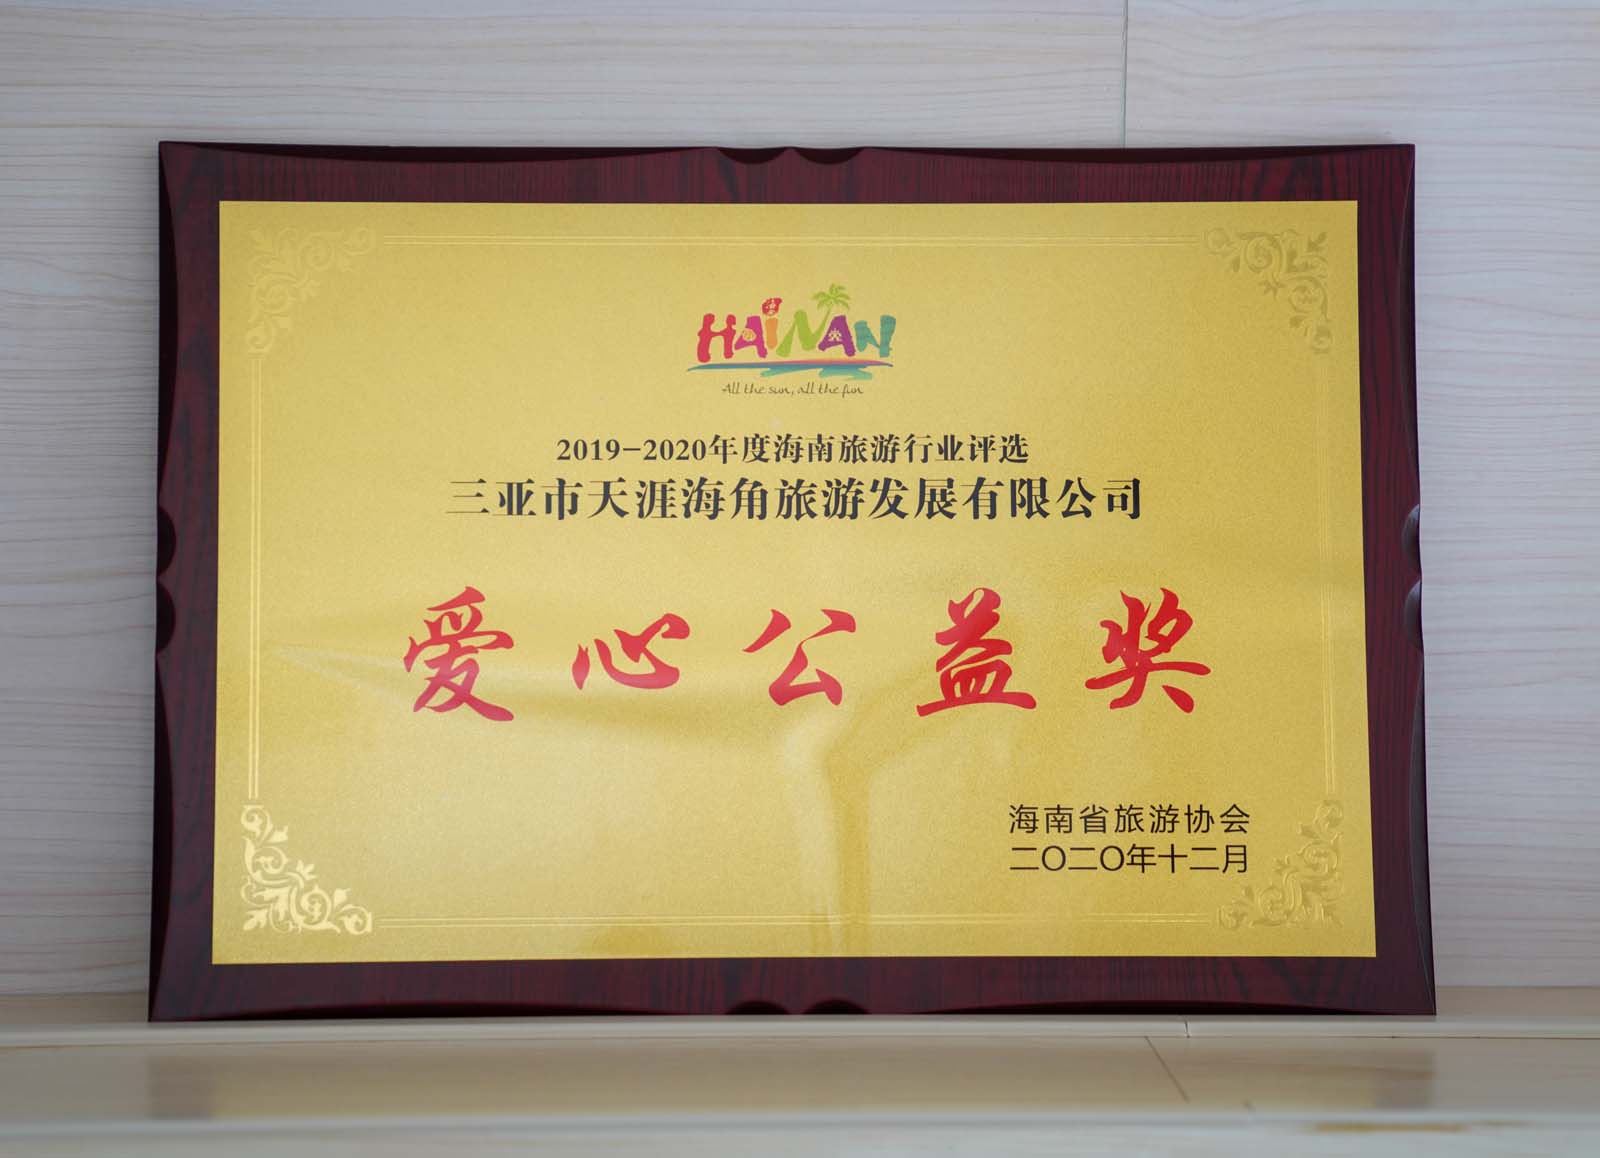 HAINAN
All the sun, all the fun
2019-2020年度海南旅游行业评选
三亚市天涯海角旅游发展有限公司
爱心公益奖
海南省旅游协会
二〇二〇年十二月